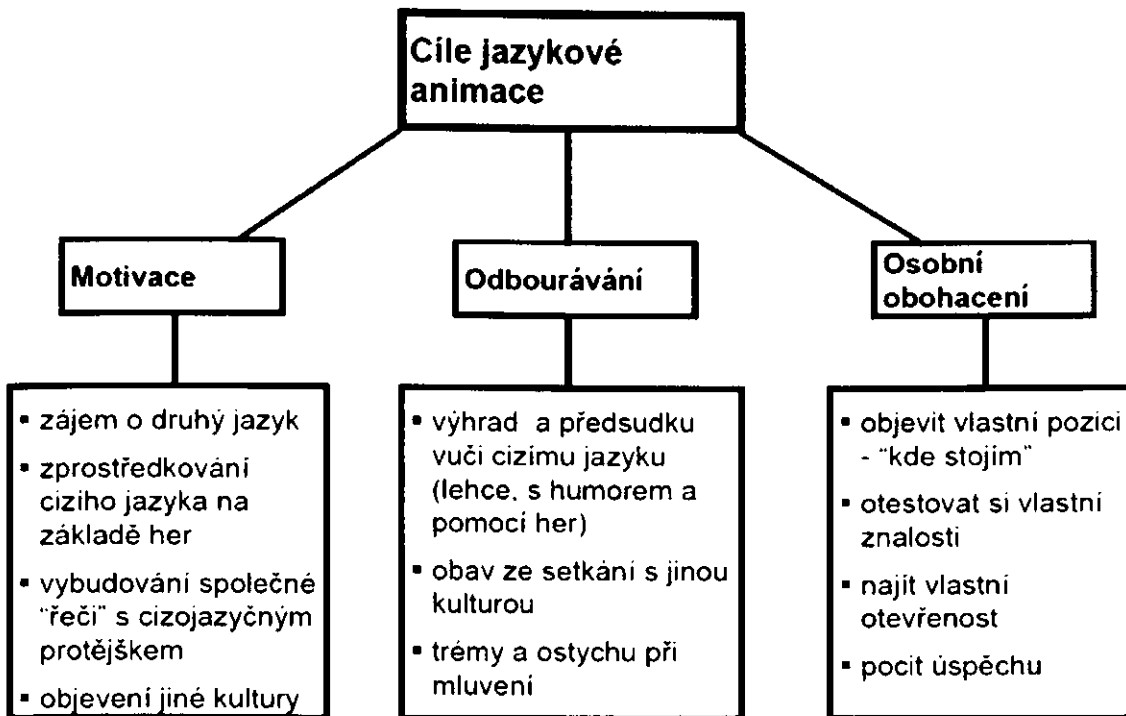 Cíle jazykové
animace
Motivace
▪ zájem o druhý jazyk
▪ zprostředkování
ciziho jazyka na
základě her
▪ vybudování společné
"řeči" s cizojazyčným
protějškem
▪ objevení jiné kultury
Odbourávání
▪ výhrad a předsudku
vuči cizímu jazyku
(lehce, s humorem a
pomocí her)
▪ obav ze setkání s jinou
kulturou
▪ trémy a ostychu při
mluvení
Osobní
obohacení
▪ objevit vlastní pozici
- "kde stojím"
▪ otestovat si vlastní
znalosti
▪ najít vlastní
otevřenost
▪ pocit úspěchu